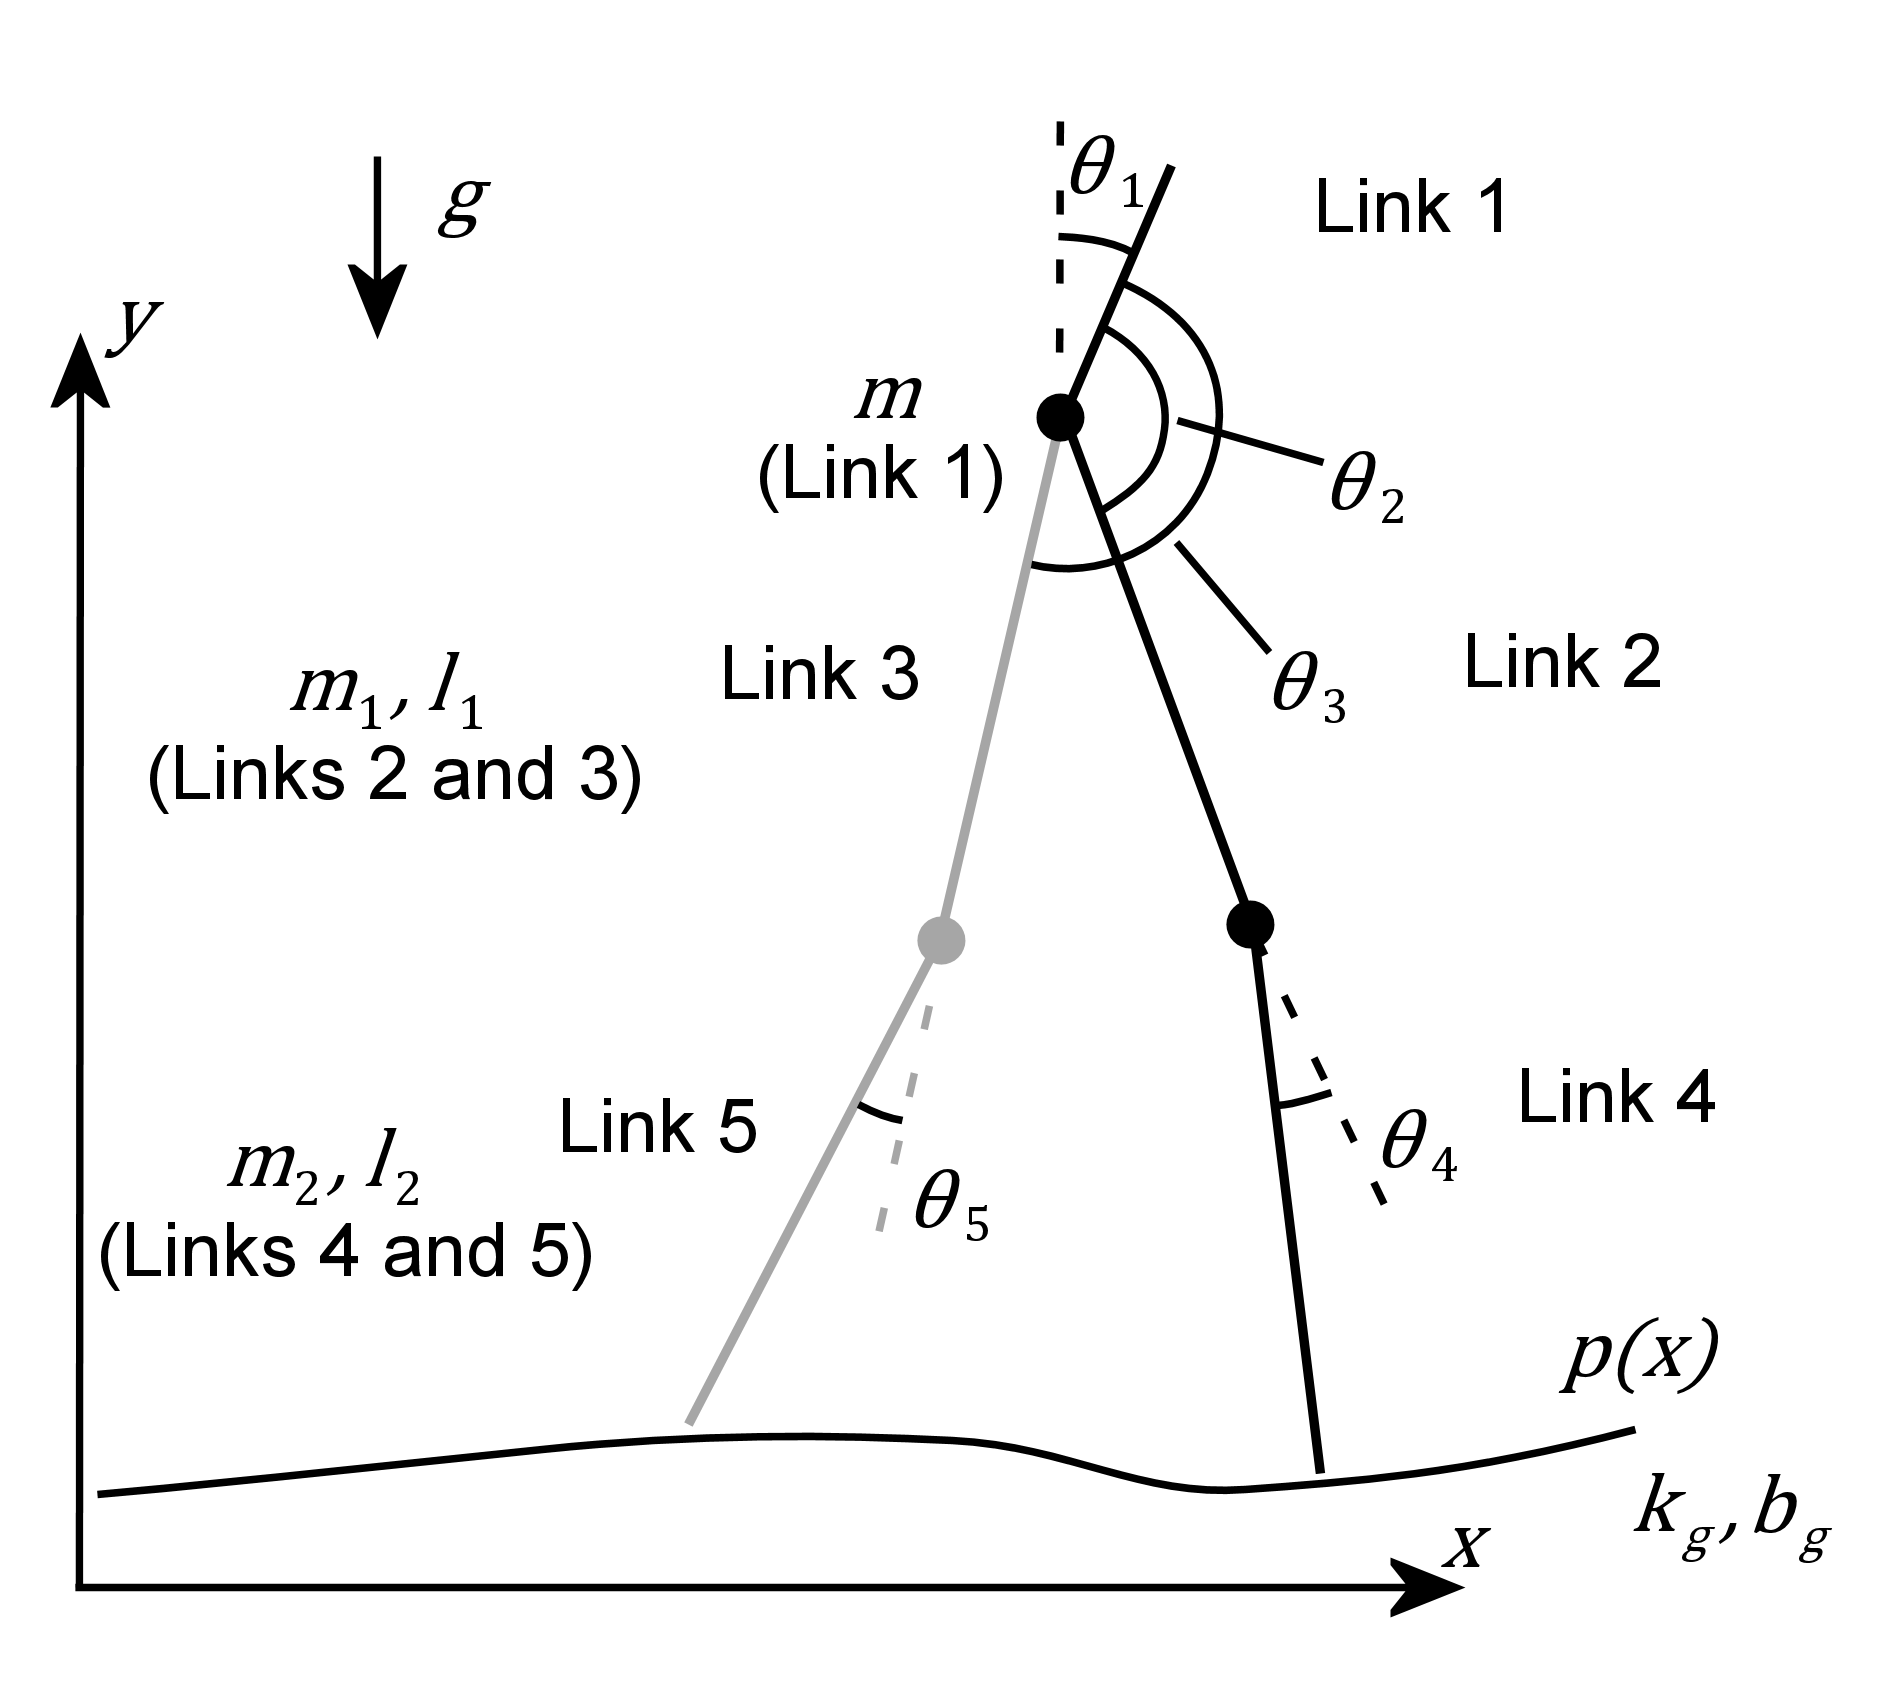 θ1
Link 1
g
y
m
(Link 1)
θ2
Link 3
Link 2
θ3
m1, l1
(Links 2 and 3)
Link 5
Link 4
θ4
m2, l2
θ5
(Links 4 and 5)
p(x)
kg, bg
x